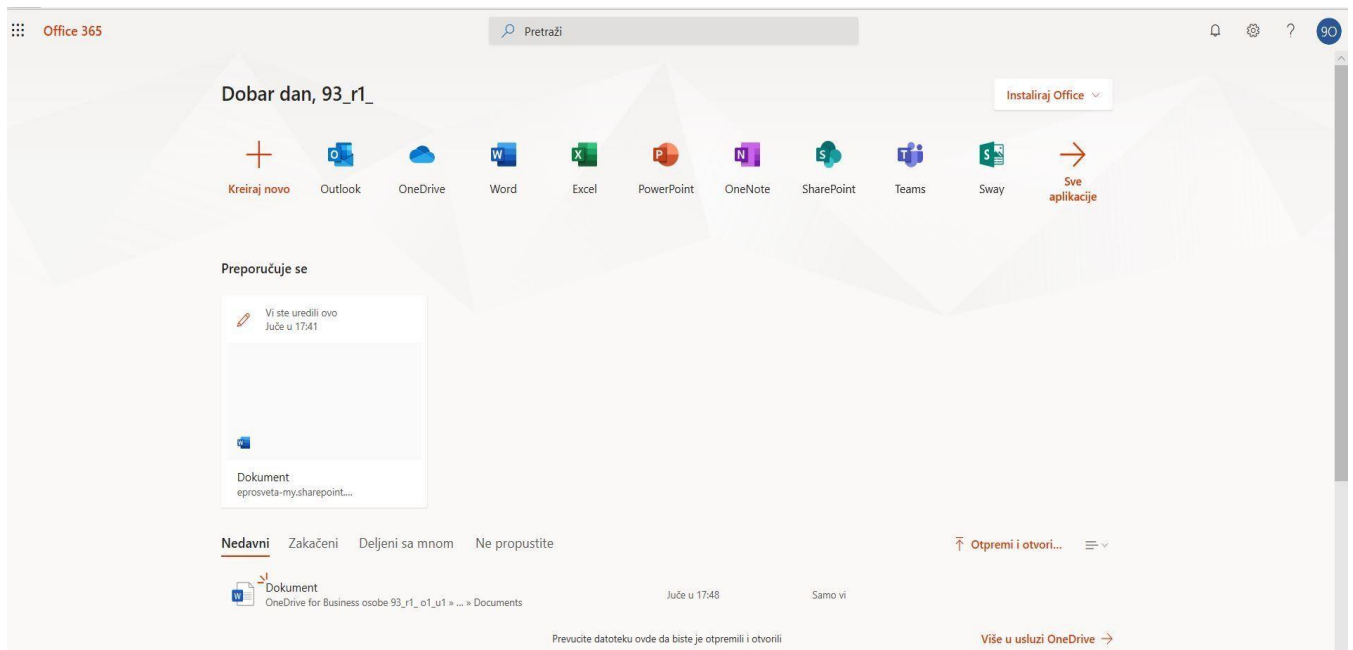 Office 365
Pretraži
9O
Dobar dan, 93_r1_
Instaliraj Office
Kreiraj novo
Outlook
OneDrive
Word
Excel
PowerPoint
OneNote
SharePoint
Teams
Sway
Sve
aplikacije
Preporučuje se
Vi ste uredili ovo
Juče u 17:41
Dokument
eprosveta-my.sharepoint....
Nedavni Zakačeni Deljeni sa mnom Ne propustite
Otpremi i otvori...
Dokument
OneDrive for Business osobe 93_r1_ o1_u1 » ... » Documents
Juče u 17:48
Samo vi
Prevucite datoteku ovde da biste je otpremili i otvorili
Više u usluzi OneDrive